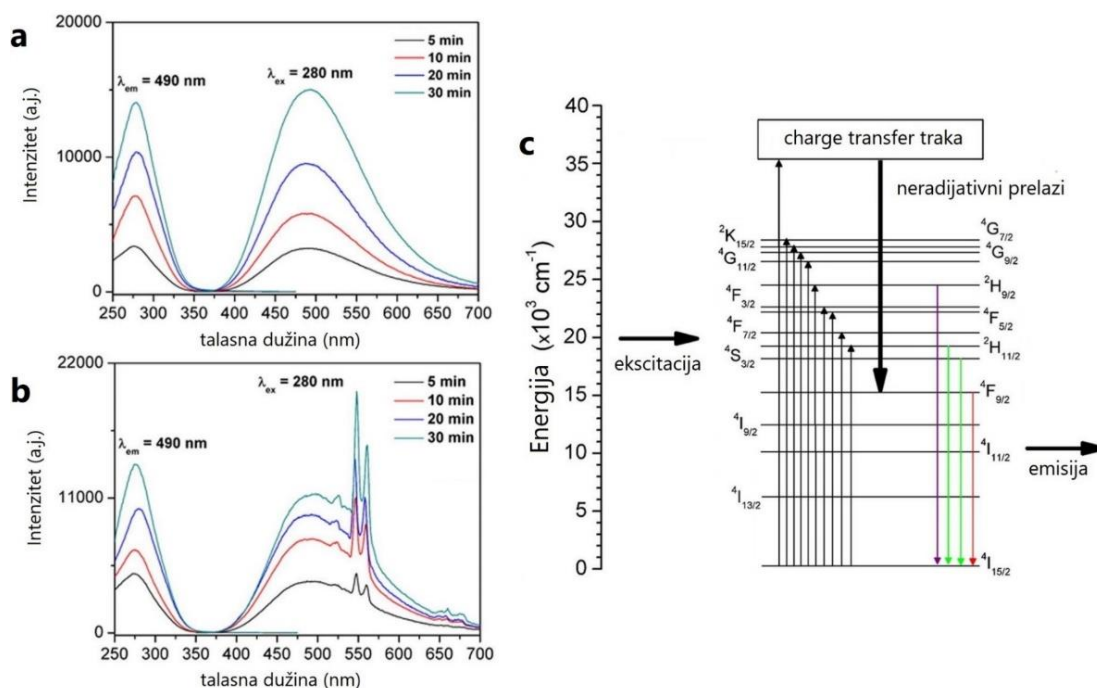 a
20000
10000
0
Intenzitet (a.j.)
λem = 490 nm
λex = 280 nm
5 min
10 min
20 min
30 min
250 300 350 400 450 500 550 600 650 700
talasna dužina (nm)
b
22000
11000
0
Intenzitet (a.j.)
λem = 490 nm
λex = 280 nm
5 min
10 min
20 min
30 min
250 300 350 400 450 500 550 600 650 700
talasna dužina (nm)
c
Energija (x10³ cm⁻¹)
40
35
30
25
20
15
10
5
0
charge transfer traka
neradijativni prelazi
ekscitacija
emisija
²K15/2
⁴G11/2
⁴F3/2
⁴F7/2
⁴S3/2
⁴I9/2
⁴I13/2
⁴G7/2
⁴G9/2
²H9/2
⁴F5/2
²H11/2
⁴F9/2
⁴I11/2
⁴I15/2